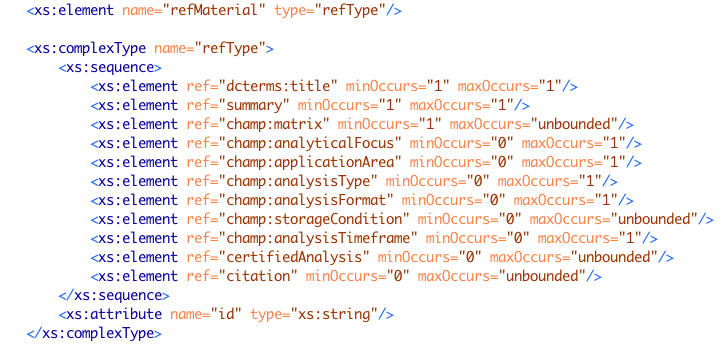 <xs:element name="refMaterial" type="refType"/>
<xs:complexType name="refType">
<xs:sequence>
<xs:element ref="dcterms:title" minOccurs="1" maxOccurs="1"/>
<xs:element ref="summary" minOccurs="1" maxOccurs="1"/>
<xs:element ref="champ:matrix" minOccurs="1" maxOccurs="unbounded"/>
<xs:element ref="champ:analyticalFocus" minOccurs="0" maxOccurs="1"/>
<xs:element ref="champ:applicationArea" minOccurs="0" maxOccurs="1"/>
<xs:element ref="champ:analysisType" minOccurs="0" maxOccurs="1"/>
<xs:element ref="champ:analysisFormat" minOccurs="0" maxOccurs="1"/>
<xs:element ref="champ:storageCondition" minOccurs="0" maxOccurs="unbounded"/>
<xs:element ref="champ:analysisTimeframe" minOccurs="0" maxOccurs="1"/>
<xs:element ref="certifiedAnalysis" minOccurs="0" maxOccurs="unbounded"/>
<xs:element ref="citation" minOccurs="0" maxOccurs="unbounded"/>
</xs:sequence>
<xs:attribute name="id" type="xs:string"/>
</xs:complexType>